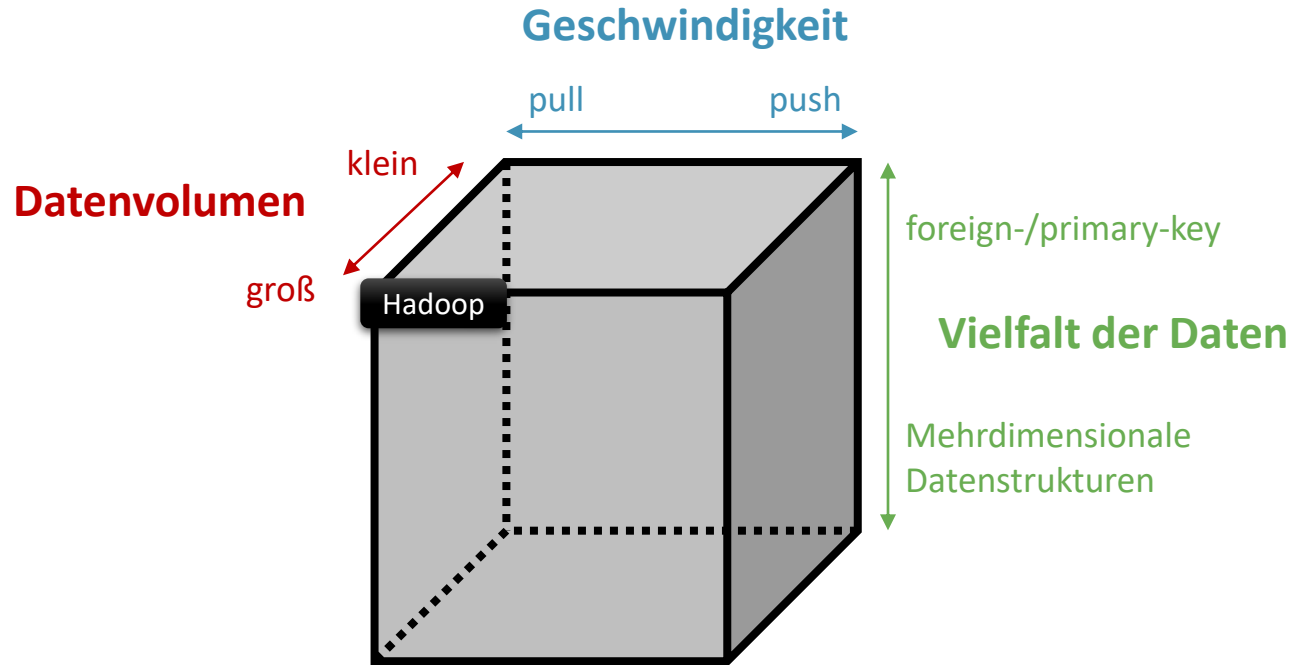 Geschwindigkeit
pull push
klein
Datenvolumen
groß
Hadoop
foreign-/primary-key
Vielfalt der Daten
Mehrdimensionale
Datenstrukturen